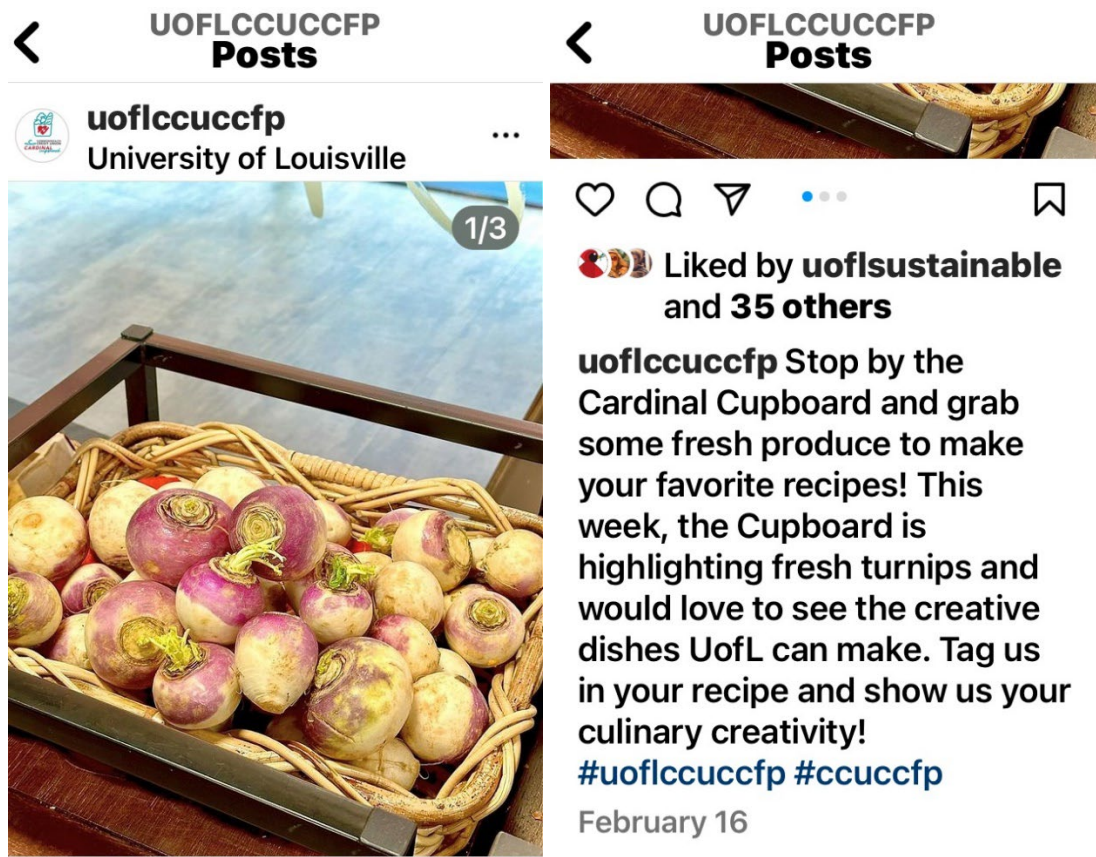 UOFLCCUCCFP
Posts
uoflccuccfp
University of Louisville
1/3
UOFLCCUCCFP
Posts
Liked by uoflsustainable
and 35 others
uoflccuccfp Stop by the
Cardinal Cupboard and grab
some fresh produce to make
your favorite recipes! This
week, the Cupboard is
highlighting fresh turnips and
would love to see the creative
dishes UofL can make. Tag us
in your recipe and show us your
culinary creativity!
#uoflccuccfp #ccuccfp
February 16